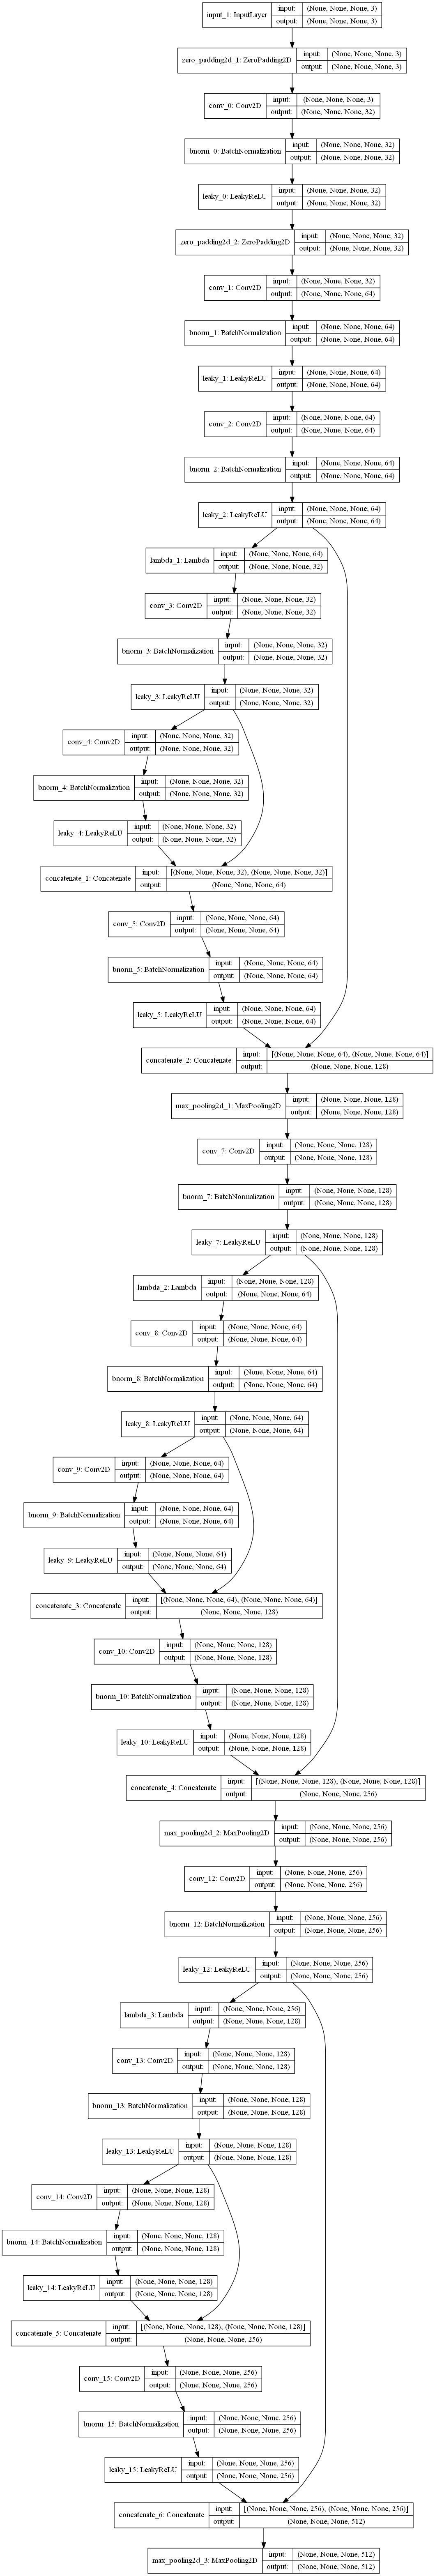 input_1: InputLayer
input: (None, None, None, 3)
output: (None, None, None, 3)
zero_padding2d_1: ZeroPadding2D
input: (None, None, None, 3)
output: (None, None, None, 3)
conv_0: Conv2D
input: (None, None, None, 3)
output: (None, None, None, 32)
bnorm_0: BatchNormalization
input: (None, None, None, 32)
output: (None, None, None, 32)
leaky_0: LeakyReLU
input: (None, None, None, 32)
output: (None, None, None, 32)
zero_padding2d_2: ZeroPadding2D
input: (None, None, None, 32)
output: (None, None, None, 32)
conv_1: Conv2D
input: (None, None, None, 32)
output: (None, None, None, 64)
bnorm_1: BatchNormalization
input: (None, None, None, 64)
output: (None, None, None, 64)
leaky_1: LeakyReLU
input: (None, None, None, 64)
output: (None, None, None, 64)
conv_2: Conv2D
input: (None, None, None, 64)
output: (None, None, None, 64)
bnorm_2: BatchNormalization
input: (None, None, None, 64)
output: (None, None, None, 64)
leaky_2: LeakyReLU
input: (None, None, None, 64)
output: (None, None, None, 64)
lambda_1: Lambda
input: (None, None, None, 64)
output: (None, None, None, 32)
conv_3: Conv2D
input: (None, None, None, 32)
output: (None, None, None, 32)
bnorm_3: BatchNormalization
input: (None, None, None, 32)
output: (None, None, None, 32)
leaky_3: LeakyReLU
input: (None, None, None, 32)
output: (None, None, None, 32)
conv_4: Conv2D
input: (None, None, None, 32)
output: (None, None, None, 32)
bnorm_4: BatchNormalization
input: (None, None, None, 32)
output: (None, None, None, 32)
leaky_4: LeakyReLU
input: (None, None, None, 32)
output: (None, None, None, 32)
concatenate_1: Concatenate
input: [(None, None, None, 32), (None, None, None, 32)]
output: (None, None, None, 64)
conv_5: Conv2D
input: (None, None, None, 64)
output: (None, None, None, 64)
bnorm_5: BatchNormalization
input: (None, None, None, 64)
output: (None, None, None, 64)
leaky_5: LeakyReLU
input: (None, None, None, 64)
output: (None, None, None, 64)
concatenate_2: Concatenate
input: [(None, None, None, 64), (None, None, None, 64)]
output: (None, None, None, 128)
max_pooling2d_1: MaxPooling2D
input: (None, None, None, 128)
output: (None, None, None, 128)
conv_7: Conv2D
input: (None, None, None, 128)
output: (None, None, None, 128)
bnorm_7: BatchNormalization
input: (None, None, None, 128)
output: (None, None, None, 128)
leaky_7: LeakyReLU
input: (None, None, None, 128)
output: (None, None, None, 128)
lambda_2: Lambda
input: (None, None, None, 128)
output: (None, None, None, 64)
conv_8: Conv2D
input: (None, None, None, 64)
output: (None, None, None, 64)
bnorm_8: BatchNormalization
input: (None, None, None, 64)
output: (None, None, None, 64)
leaky_8: LeakyReLU
input: (None, None, None, 64)
output: (None, None, None, 64)
conv_9: Conv2D
input: (None, None, None, 64)
output: (None, None, None, 64)
bnorm_9: BatchNormalization
input: (None, None, None, 64)
output: (None, None, None, 64)
leaky_9: LeakyReLU
input: (None, None, None, 64)
output: (None, None, None, 64)
concatenate_3: Concatenate
input: [(None, None, None, 64), (None, None, None, 64)]
output: (None, None, None, 128)
conv_10: Conv2D
input: (None, None, None, 128)
output: (None, None, None, 128)
bnorm_10: BatchNormalization
input: (None, None, None, 128)
output: (None, None, None, 128)
leaky_10: LeakyReLU
input: (None, None, None, 128)
output: (None, None, None, 128)
concatenate_4: Concatenate
input: [(None, None, None, 128), (None, None, None, 128)]
output: (None, None, None, 256)
max_pooling2d_2: MaxPooling2D
input: (None, None, None, 256)
output: (None, None, None, 256)
conv_12: Conv2D
input: (None, None, None, 256)
output: (None, None, None, 256)
bnorm_12: BatchNormalization
input: (None, None, None, 256)
output: (None, None, None, 256)
leaky_12: LeakyReLU
input: (None, None, None, 256)
output: (None, None, None, 256)
lambda_3: Lambda
input: (None, None, None, 256)
output: (None, None, None, 128)
conv_13: Conv2D
input: (None, None, None, 128)
output: (None, None, None, 128)
bnorm_13: BatchNormalization
input: (None, None, None, 128)
output: (None, None, None, 128)
leaky_13: LeakyReLU
input: (None, None, None, 128)
output: (None, None, None, 128)
conv_14: Conv2D
input: (None, None, None, 128)
output: (None, None, None, 128)
bnorm_14: BatchNormalization
input: (None, None, None, 128)
output: (None, None, None, 128)
leaky_14: LeakyReLU
input: (None, None, None, 128)
output: (None, None, None, 128)
concatenate_5: Concatenate
input: [(None, None, None, 128), (None, None, None, 128)]
output: (None, None, None, 256)
conv_15: Conv2D
input: (None, None, None, 256)
output: (None, None, None, 256)
bnorm_15: BatchNormalization
input: (None, None, None, 256)
output: (None, None, None, 256)
leaky_15: LeakyReLU
input: (None, None, None, 256)
output: (None, None, None, 256)
concatenate_6: Concatenate
input: [(None, None, None, 256), (None, None, None, 256)]
output: (None, None, None, 512)
max_pooling2d_3: MaxPooling2D
input: (None, None, None, 512)
output: (None, None, None, 512)